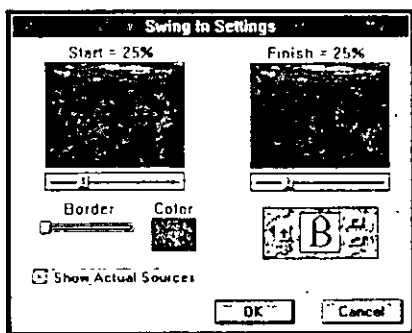 Swing In Settings
Start = 25% Finish = 25%
Border Color
B
Show Actual Sources
OK Cancel